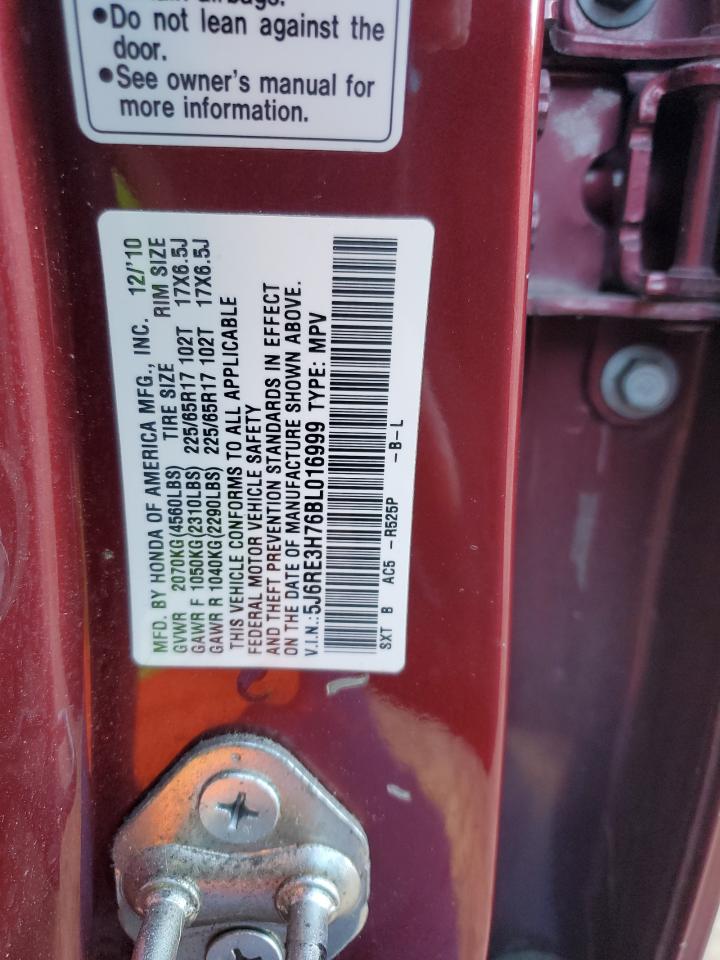 •Do not lean against the
door.
•See owner's manual for
more information.
MFD. BY HONDA OF AMERICA MFG., INC. 12/'10
GVWR 2070KG(4560LBS) TIRE SIZE RIM SIZE
GAWR F 1050KG(2310LBS) 225/65R17 102T 17X6.5J
GAWR R 1040KG(2290LBS) 225/65R17 102T 17X6.5J
THIS VEHICLE CONFORMS TO ALL APPLICABLE
FEDERAL MOTOR VEHICLE SAFETY
AND THEFT PREVENTION STANDARDS IN EFFECT
ON THE DATE OF MANUFACTURE SHOWN ABOVE.
V.I.N.:5J6RE3H76BL016999 TYPE: MPV
SXT B AC5 -R525P -B-L